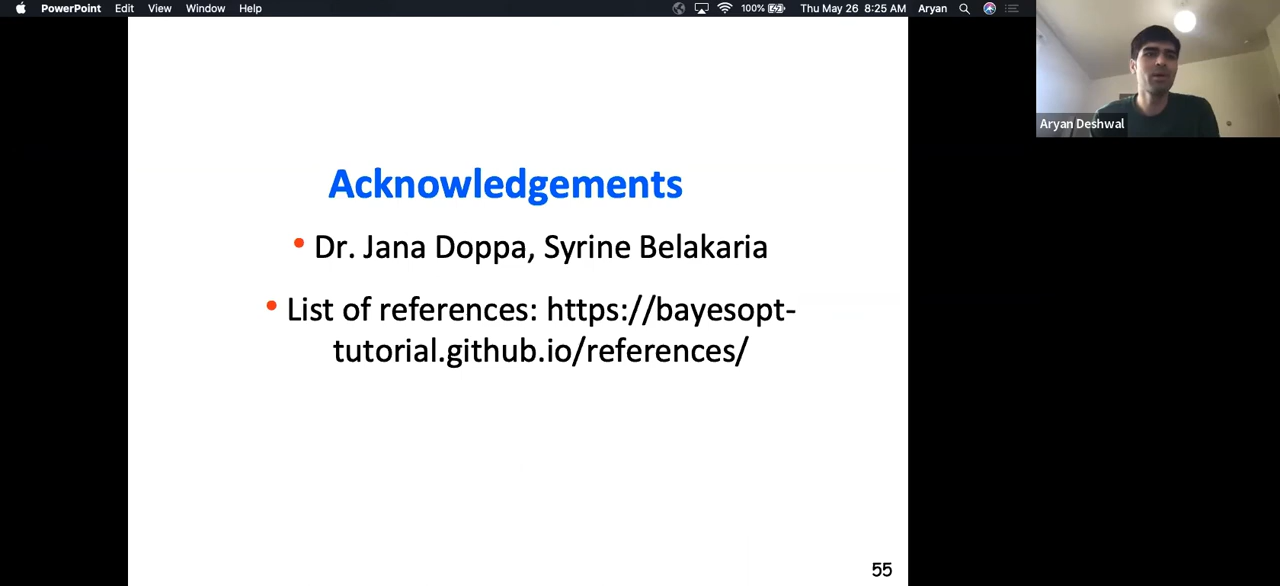 PowerPoint Edit View Window Help 100% Thu May 26 8:25 AM Aryan
Aryan Deshwal
Acknowledgements
• Dr. Jana Doppa, Syrine Belakaria
• List of references: https://bayesopt-
tutorial.github.io/references/
55